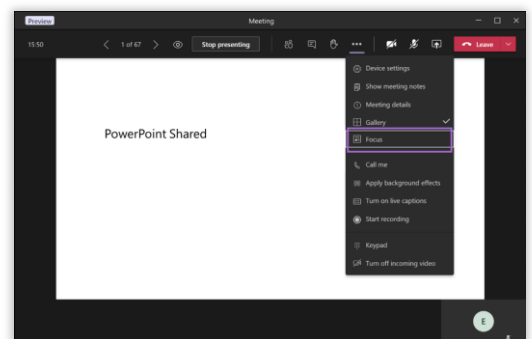 Preview
Meeting
15:50
1 of 67
Stop presenting
Leave
Device settings
Show meeting notes
Meeting details
Gallery
Focus
PowerPoint Shared
Call me
Apply background effects
Turn on live captions
Start recording
Keypad
Turn off incoming video
E